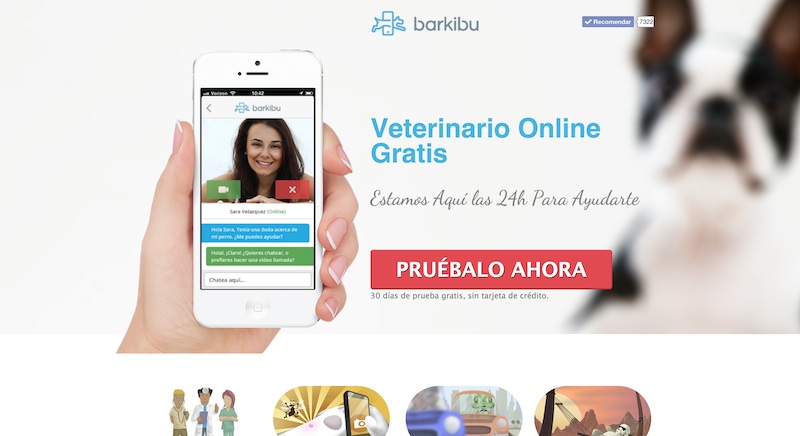 barkibu
Recomendar 7322
Verizon 10:42
barkibu
Veterinario Online
Gratis
Estamos Aquí las 24h Para Ayudarte
Sara Velazquez (Online)
Hola Sara, Tenía una duda acerca de
mi perro. ¿Me puedes ayudar?
Hola!, ¡Claro! ¿Quieres chatear, o
prefieres hacer una video llamada?
Chatea aquí...
PRUÉBALO AHORA
30 días de prueba gratis, sin tarjeta de crédito.